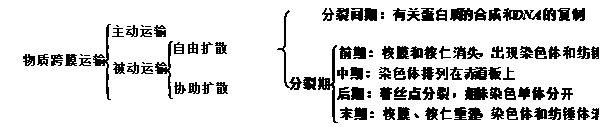 分裂间期：有关蛋白质的合成和DNA的复制
主动运输
物质跨膜运输
被动运输
自由扩散
协助扩散
分裂期
前期：核膜和核仁消失，出现染色体和纺锤
中期：染色体排列在赤道板上
后期：着丝点分裂，姐妹染色单体分开
末期：核膜、核仁重建，染色体和纺锤体消